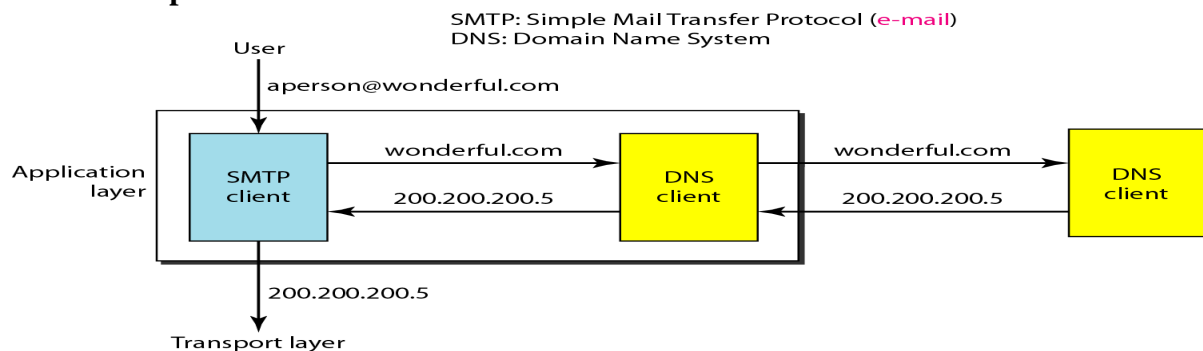 SMTP: Simple Mail Transfer Protocol (e-mail)
DNS: Domain Name System
User
aperson@wonderful.com
Application
layer
SMTP
client
wonderful.com
200.200.200.5
DNS
client
wonderful.com
200.200.200.5
DNS
client
200.200.200.5
Transport layer